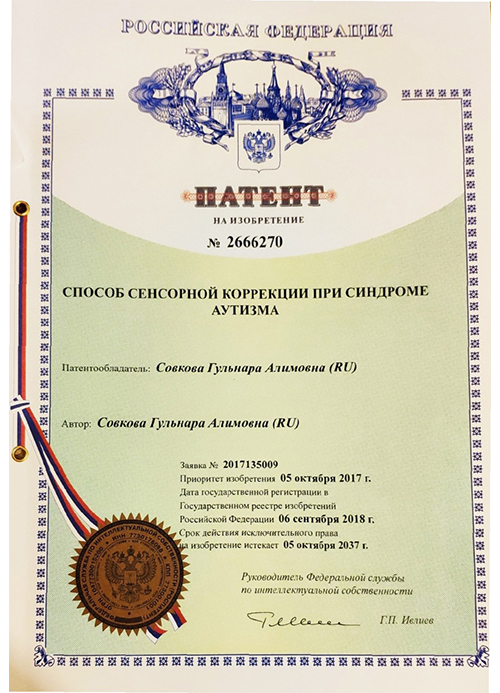 РОССИЙСКАЯ ФЕДЕРАЦИЯ
ПАТЕНТ
НА ИЗОБРЕТЕНИЕ
№ 2666270
СПОСОБ СЕНСОРНОЙ КОРРЕКЦИИ ПРИ СИНДРОМЕ
АУТИЗМА
Патентообладатель: Совкова Гульнара Алимовна (RU)
Автор: Совкова Гульнара Алимовна (RU)
Заявка № 2017135009
Приоритет изобретения 05 октября 2017 г.
Дата государственной регистрации в
Государственном реестре изобретений
Российской Федерации 06 сентября 2018 г.
Срок действия исключительного права
на изобретение истекает 05 октября 2037 г.
Руководитель Федеральной службы
по интеллектуальной собственности
Г.П. Ивлиев